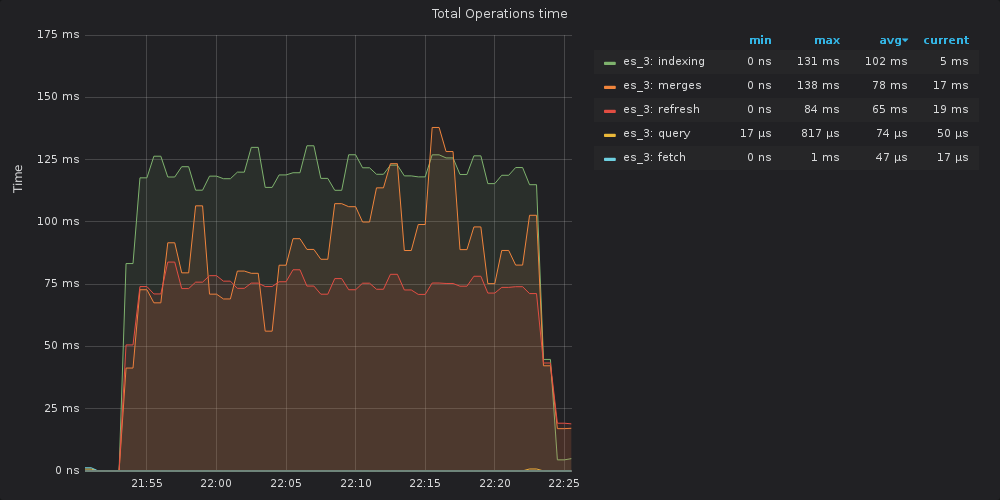 Total Operations time
175 ms
150 ms
125 ms
100 ms
75 ms
50 ms
25 ms
0 ns
Time
21:55 22:00 22:05 22:10 22:15 22:20 22:25
min max avg current
es_3: indexing 0 ns 131 ms 102 ms 5 ms
es_3: merges 0 ns 138 ms 78 ms 17 ms
es_3: refresh 0 ns 84 ms 65 ms 19 ms
es_3: query 17 µs 817 µs 74 µs 50 µs
es_3: fetch 0 ns 1 ms 47 µs 17 µs